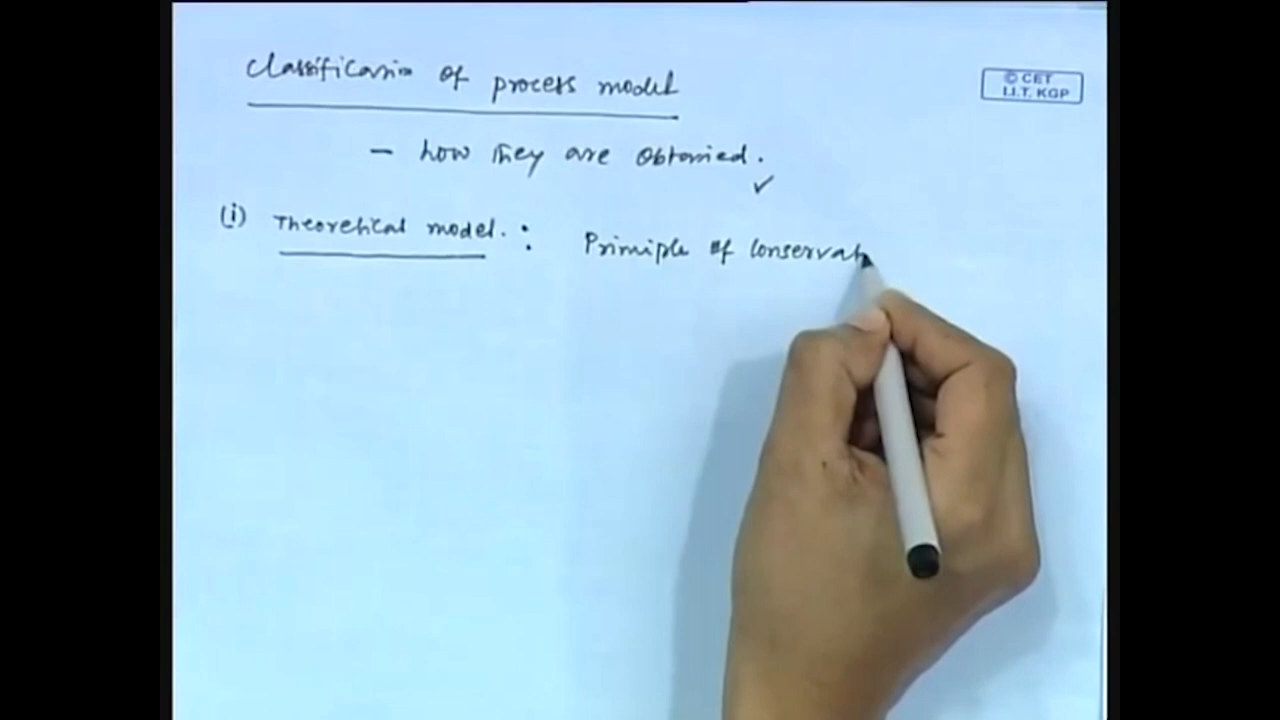 Classification of process model
© CET
I.I.T. KGP
- how they are obtained.
(i) Theoretical model. : Principle of Conservat